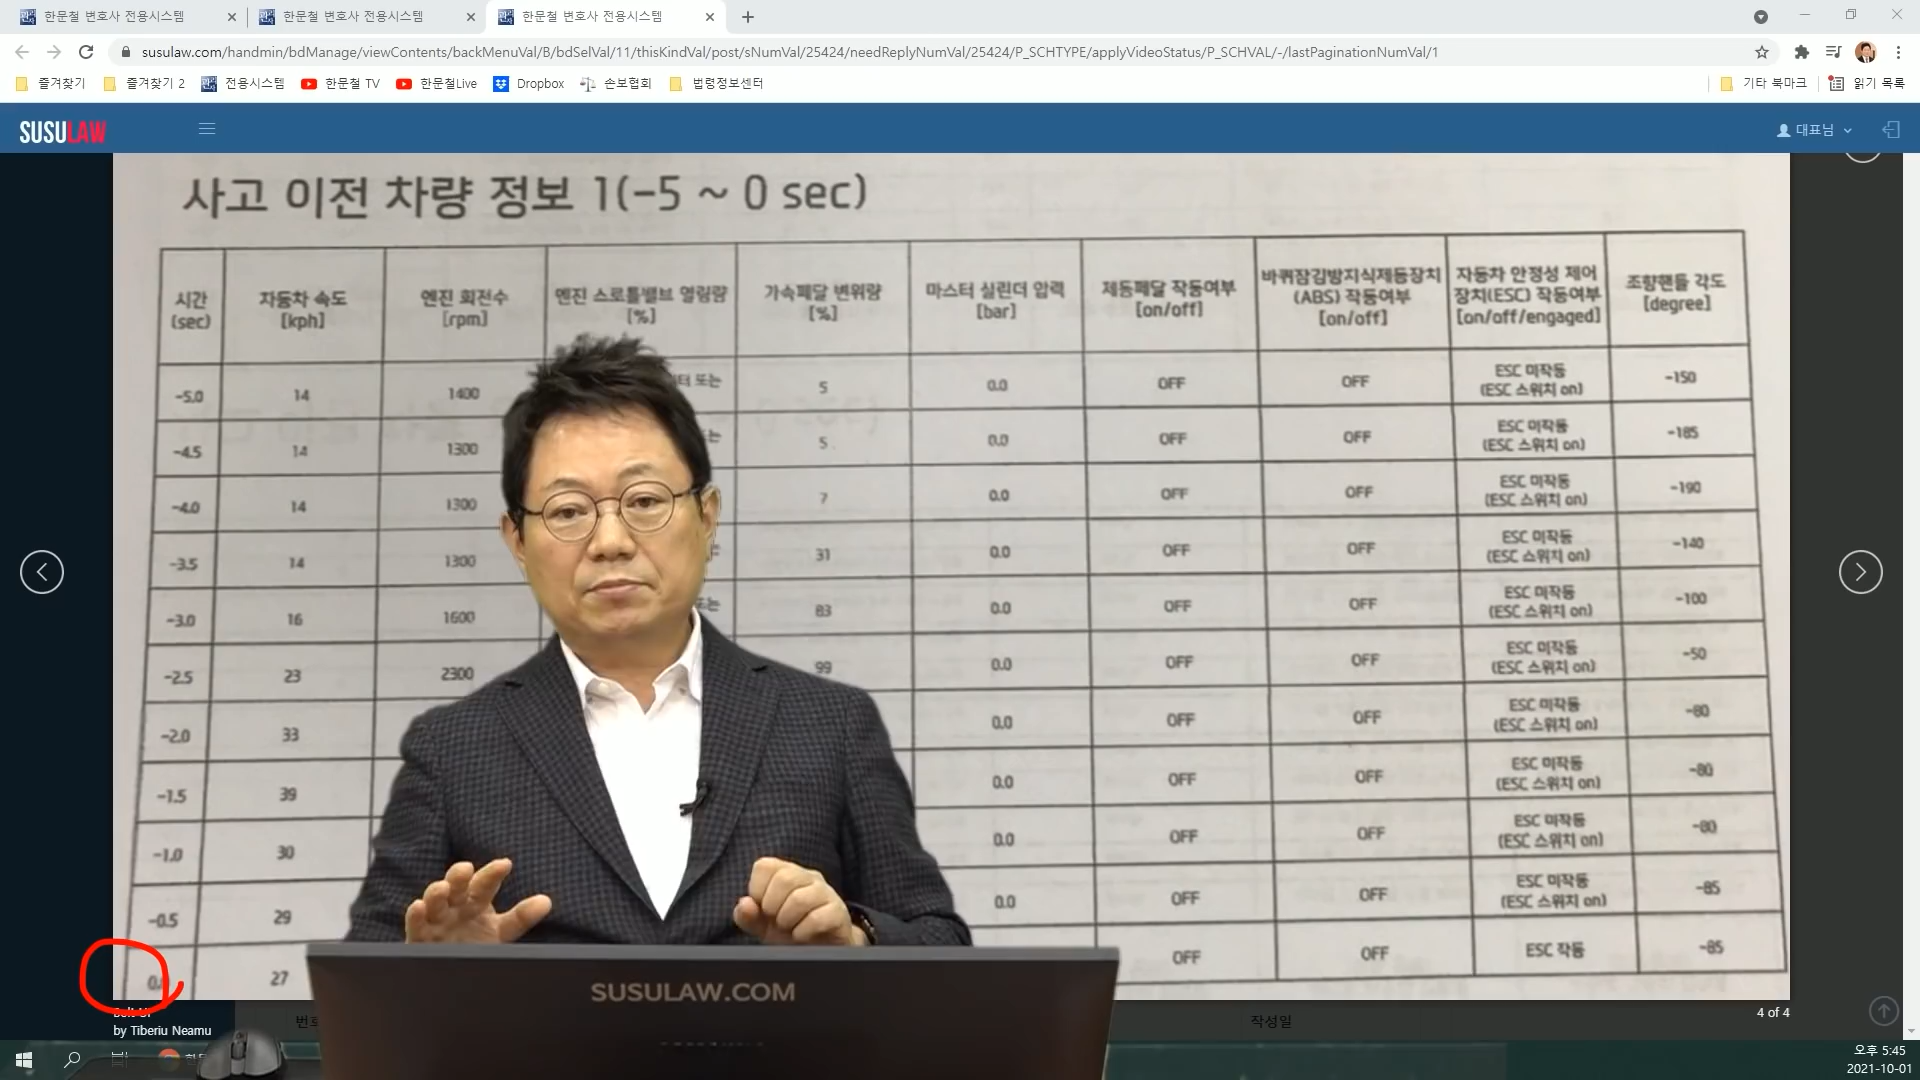 한문철 변호사 전용시스템
한문철 변호사 전용시스템
한문철 변호사 전용시스템
susulaw.com/handmin/bdManage/viewContents/backMenuVal/B/bdSelVal/11/thisKindVal/post/sNumVal/25424/needReplyNumVal/25424/P_SCHTYPE/applyVideoStatus/P_SCHVAL/-/lastPaginationNumVal/1
즐겨찾기 즐겨찾기 2 전용시스템 한문철 TV 한문철Live Dropbox 손보협회 법령정보센터 기타 북마크 읽기 목록
SUSULAW 대표님
사고 이전 차량 정보 1(-5 ~ 0 sec)
시간
(sec)
자동차 속도
[kph]
엔진 회전수
[rpm]
엔진 스로틀밸브 열림량
[%]
가속페달 변위량
[%]
마스터 실린더 압력
[bar]
제동페달 작동여부
[on/off]
바퀴잠김방지식제동장치
(ABS) 작동여부
[on/off]
자동차 안정성 제어
장치(ESC) 작동여부
[on/off/engaged]
조향핸들 각도
[degree]
-5.0 14 1400 또는 5 0.0 OFF OFF ESC 미작동 -150
(ESC 스위치 on)
-4.5 14 1300 5 0.0 OFF OFF ESC 미작동 -185
(ESC 스위치 on)
-4.0 14 1300 7 0.0 OFF OFF ESC 미작동 -190
(ESC 스위치 on)
-3.5 14 1300 31 0.0 OFF OFF ESC 미작동 -140
(ESC 스위치 on)
-3.0 16 1600 83 0.0 OFF OFF ESC 미작동 -100
(ESC 스위치 on)
-2.5 23 2300 99 0.0 OFF OFF ESC 미작동 -50
(ESC 스위치 on)
-2.0 33 0.0 OFF OFF ESC 미작동 -80
(ESC 스위치 on)
-1.5 39 0.0 OFF OFF ESC 미작동 -80
(ESC 스위치 on)
-1.0 30 0.0 OFF OFF ESC 미작동 -80
(ESC 스위치 on)
-0.5 29 0.0 OFF OFF ESC 미작동 -85
(ESC 스위치 on)
27 OFF OFF ESC 작동 -85
SUSULAW.COM
by Tiberiu Neamu
작성일
4 of 4
오후 5:45
2021-10-01